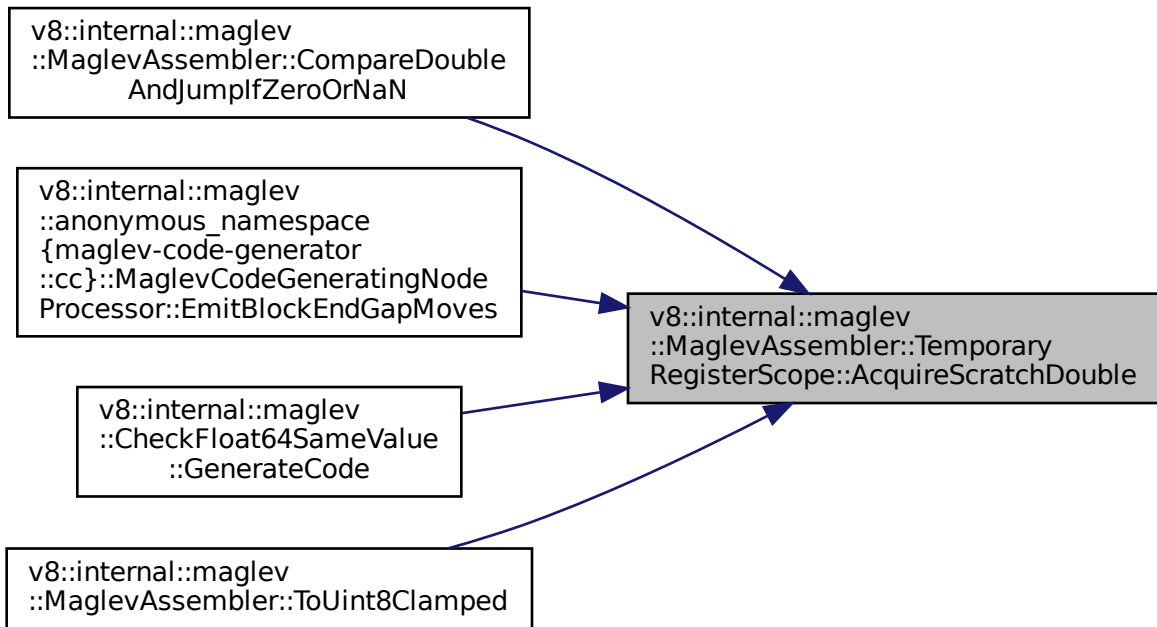 v8::internal::maglev
::MaglevAssembler::CompareDouble
AndJumpIfZeroOrNaN
v8::internal::maglev
::anonymous_namespace
{maglev-code-generator
::cc}::MaglevCodeGeneratingNode
Processor::EmitBlockEndGapMoves
v8::internal::maglev
::CheckFloat64SameValue
::GenerateCode
v8::internal::maglev
::MaglevAssembler::ToUint8Clamped
v8::internal::maglev
::MaglevAssembler::Temporary
RegisterScope::AcquireScratchDouble